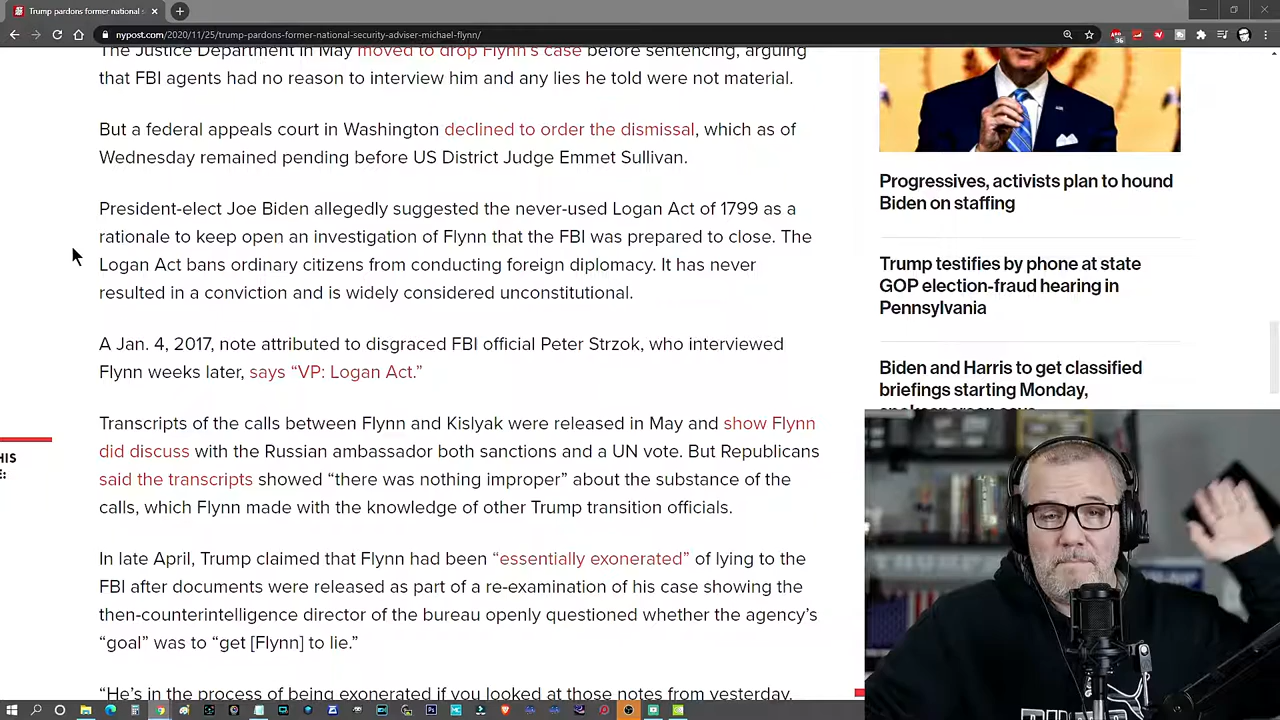 Trump pardons former national s
nypost.com/2020/11/25/trump-pardons-former-national-security-adviser-michael-flynn/
The Justice Department in May moved to drop Flynn's case before sentencing, arguing
that FBI agents had no reason to interview him and any lies he told were not material.
But a federal appeals court in Washington declined to order the dismissal, which as of
Wednesday remained pending before US District Judge Emmet Sullivan.
President-elect Joe Biden allegedly suggested the never-used Logan Act of 1799 as a
rationale to keep open an investigation of Flynn that the FBI was prepared to close. The
Logan Act bans ordinary citizens from conducting foreign diplomacy. It has never
resulted in a conviction and is widely considered unconstitutional.
A Jan. 4, 2017, note attributed to disgraced FBI official Peter Strzok, who interviewed
Flynn weeks later, says “VP: Logan Act.”
Transcripts of the calls between Flynn and Kislyak were released in May and show Flynn
did discuss with the Russian ambassador both sanctions and a UN vote. But Republicans
said the transcripts showed “there was nothing improper” about the substance of the
calls, which Flynn made with the knowledge of other Trump transition officials.
In late April, Trump claimed that Flynn had been “essentially exonerated” of lying to the
FBI after documents were released as part of a re-examination of his case showing the
then-counterintelligence director of the bureau openly questioned whether the agency’s
“goal” was to “get [Flynn] to lie.”
“He’s in the process of being exonerated if you looked at those notes from yesterday,
HIS
E:
Progressives, activists plan to hound
Biden on staffing
Trump testifies by phone at state
GOP election-fraud hearing in
Pennsylvania
Biden and Harris to get classified
briefings starting Monday,
spokesperson says